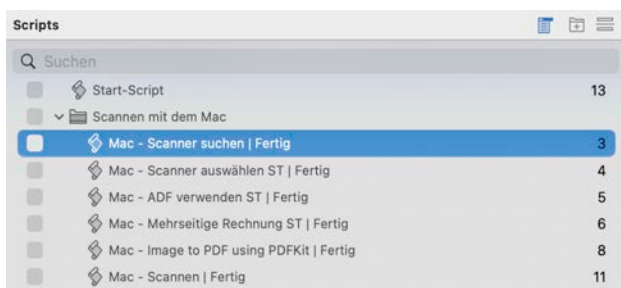 Scripts
Suchen
Start-Script 13
Scannen mit dem Mac
Mac - Scanner suchen | Fertig 3
Mac - Scanner auswählen ST | Fertig 4
Mac - ADF verwenden ST | Fertig 5
Mac - Mehrseitige Rechnung ST | Fertig 6
Mac - Image to PDF using PDFKit | Fertig 8
Mac - Scannen | Fertig 11